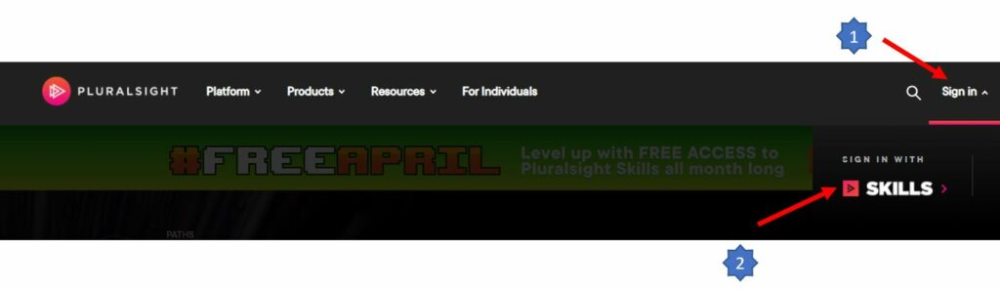 1
PLURALSIGHT Platform Products Resources For Individuals Sign in
#FREEAPRIL
Level up with FREE ACCESS to
Pluralsight Skills all month long
SIGN IN WITH
SKILLS
PATHS
2